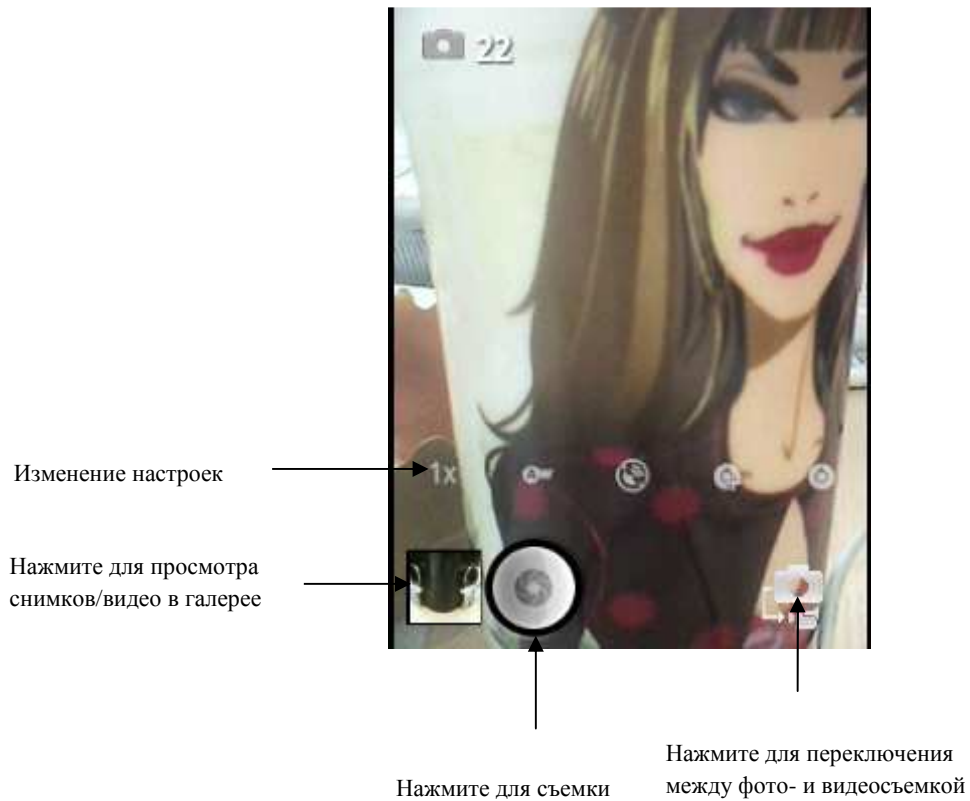 22
Изменение настроек
1x
Нажмите для просмотра
снимков/видео в галерее
Нажмите для съемки
Нажмите для переключения
между фото- и видеосъемкой